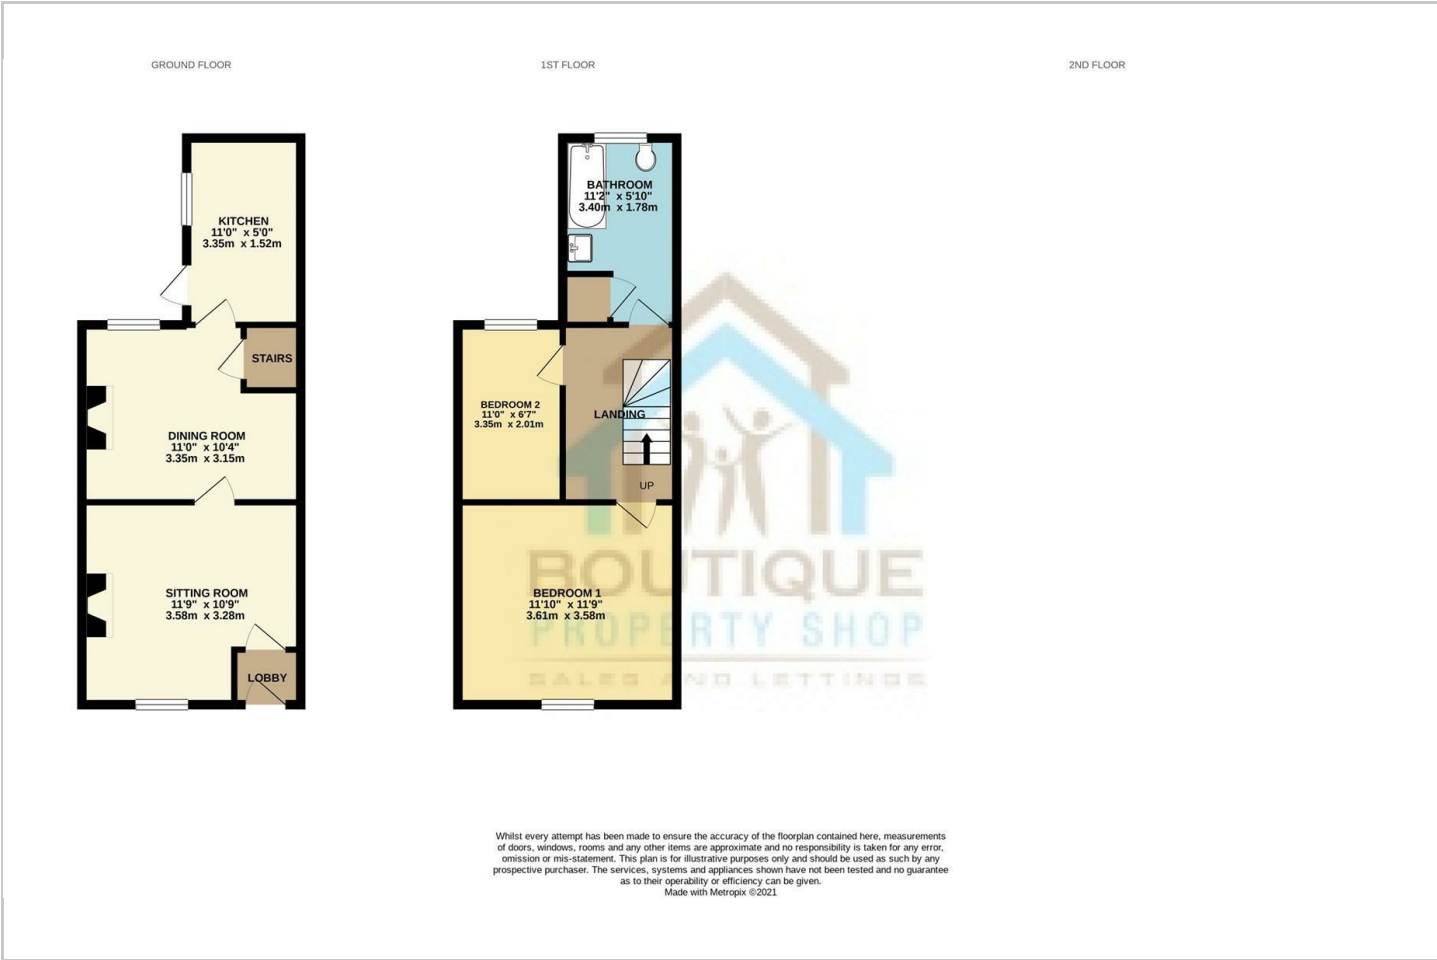 GROUND FLOOR
1ST FLOOR
2ND FLOOR
KITCHEN
11'0" x 5'0"
3.35m x 1.52m
STAIRS
DINING ROOM
11'0" x 10'4"
3.35m x 3.15m
SITTING ROOM
11'9" x 10'9"
3.58m x 3.28m
LOBBY
BATHROOM
11'2" x 5'10"
3.40m x 1.78m
BEDROOM 2
11'0" x 6'7"
3.35m x 2.01m
LANDING
UP
BEDROOM 1
11'10" x 11'9"
3.61m x 3.58m
BOUTIQUE
PROPERTY SHOP
SALES AND LETTINGS
Whilst every attempt has been made to ensure the accuracy of the floorplan contained here, measurements
of doors, windows, rooms and any other items are approximate and no responsibility is taken for any error,
omission or mis-statement. This plan is for illustrative purposes only and should be used as such by any
prospective purchaser. The services, systems and appliances shown have not been tested and no guarantee
as to their operability or efficiency can be given.
Made with Metropix ©2021